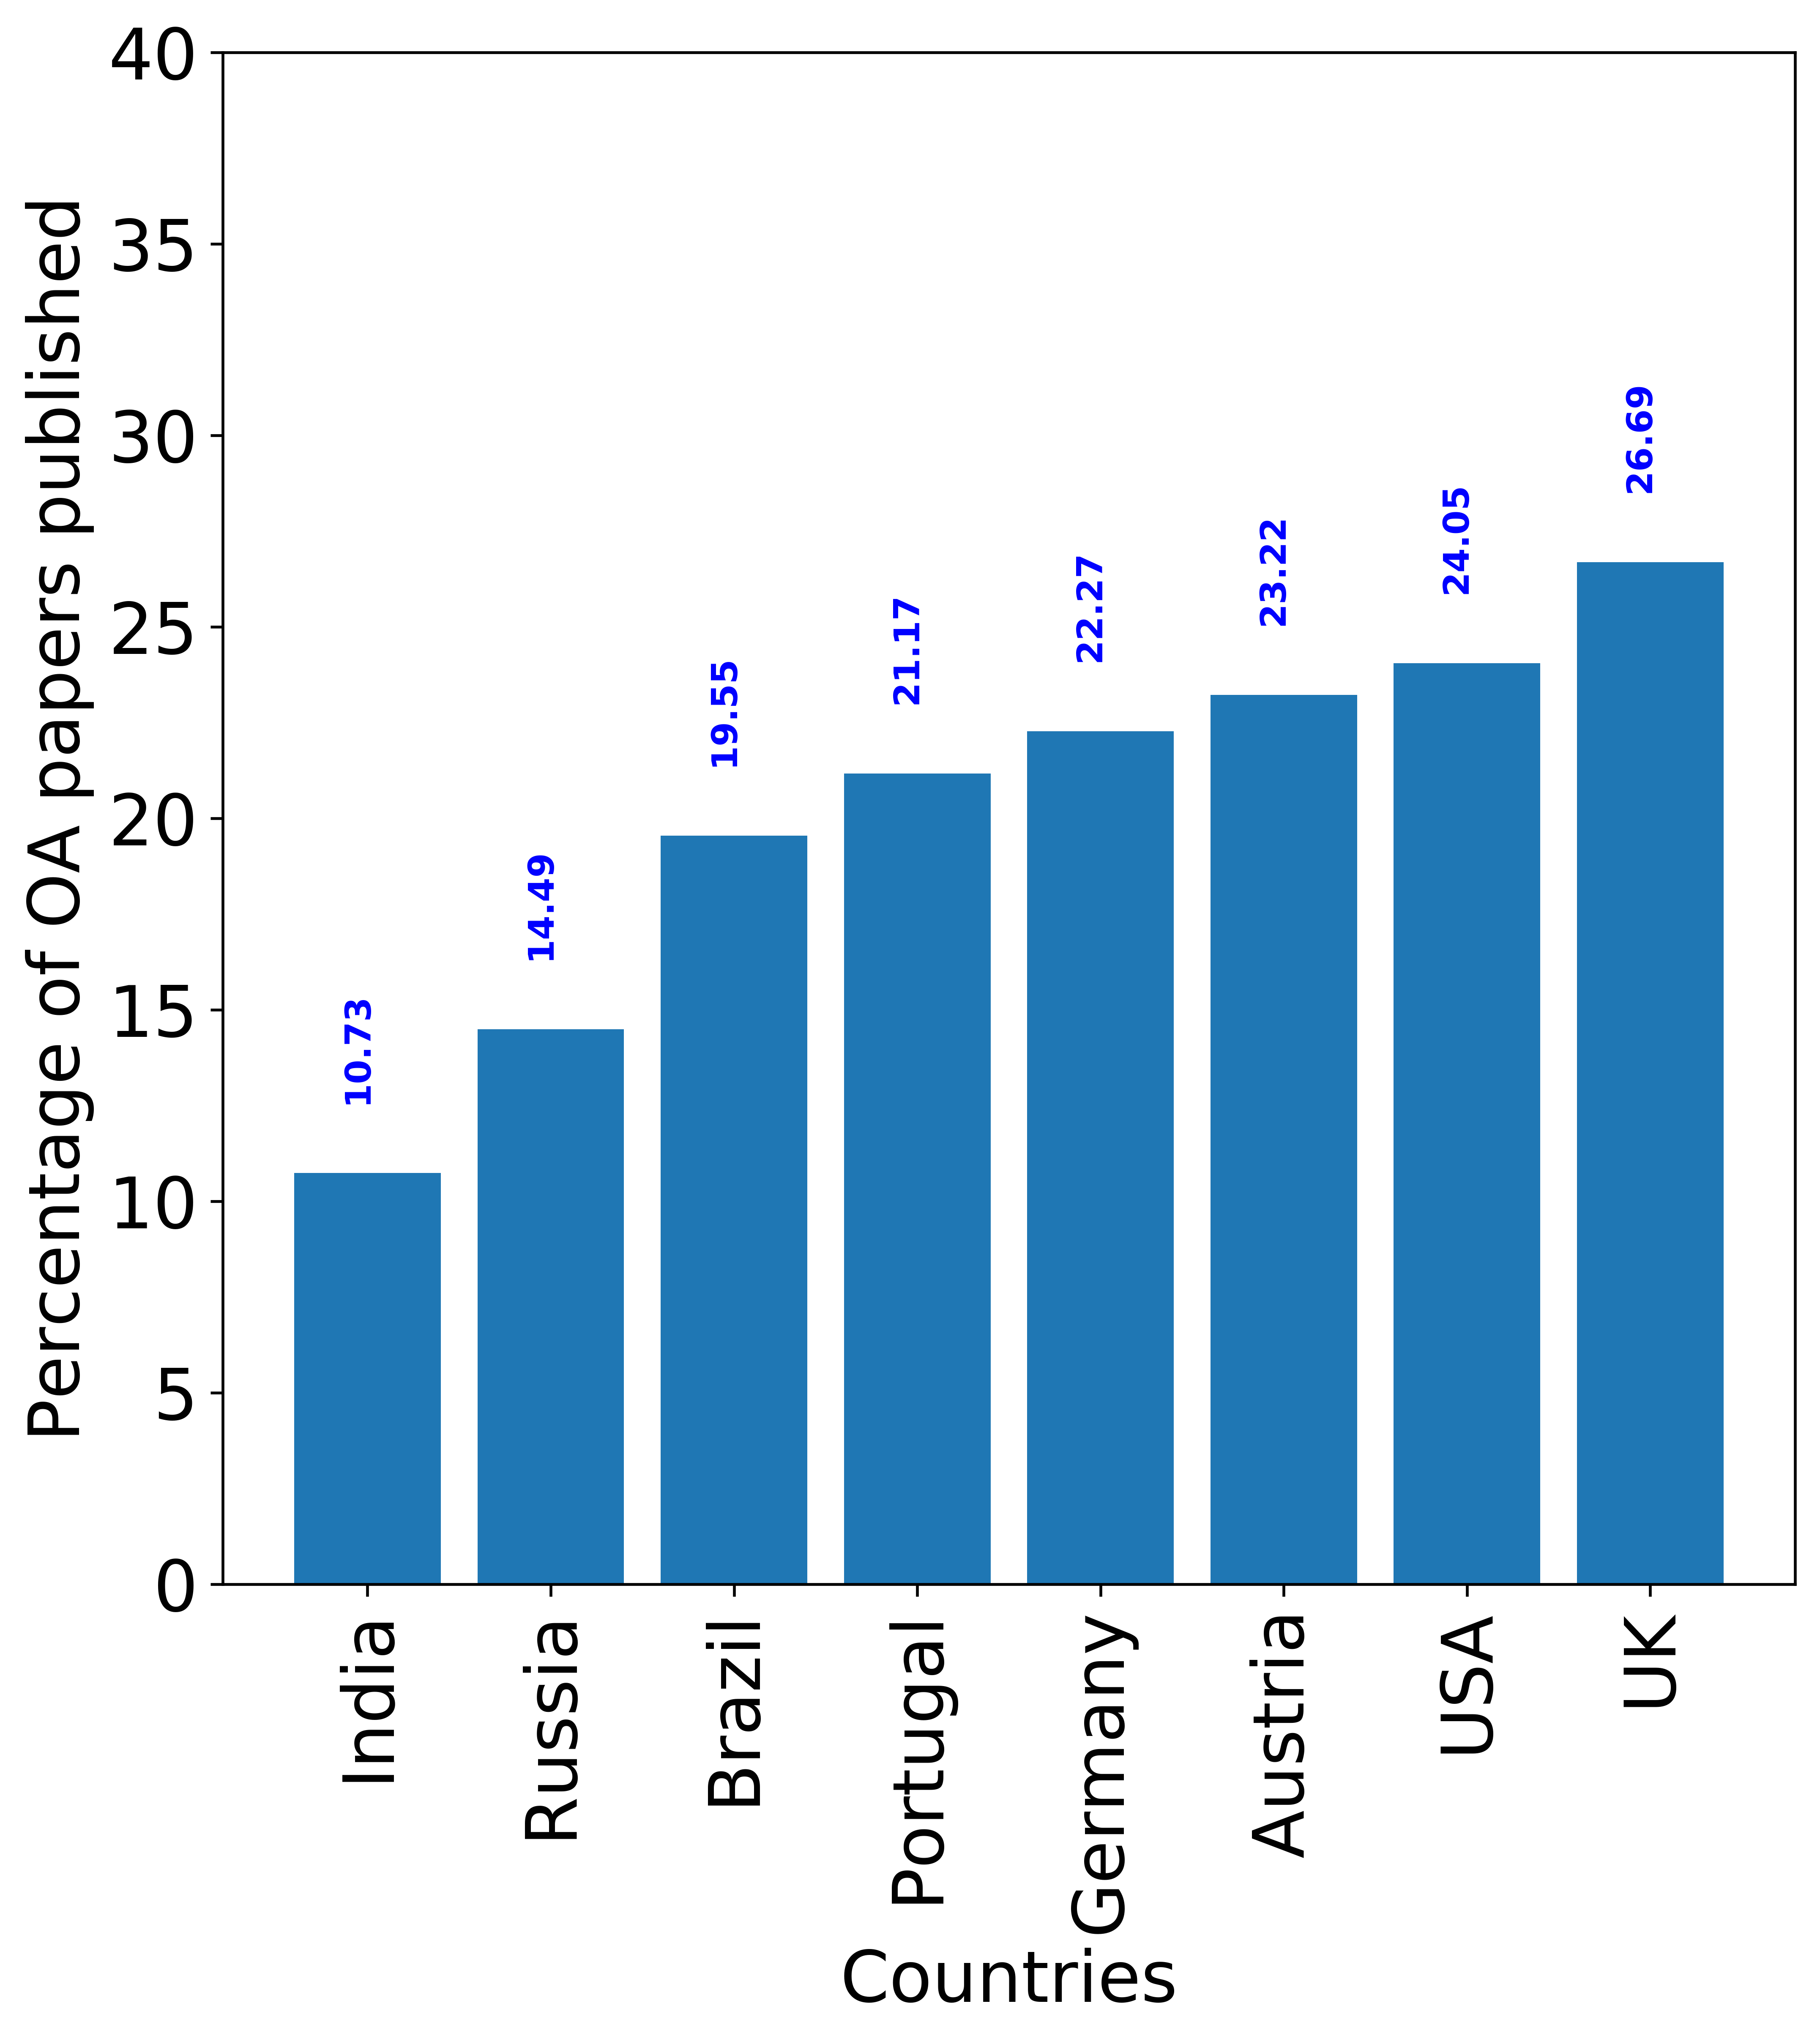 Percentage of OA papers published
40
35
30
25
20
15
10
5
0
10.73
14.49
19.55
21.17
22.27
23.22
24.05
26.69
India
Russia
Brazil
Portugal
Germany
Austria
USA
UK
Countries